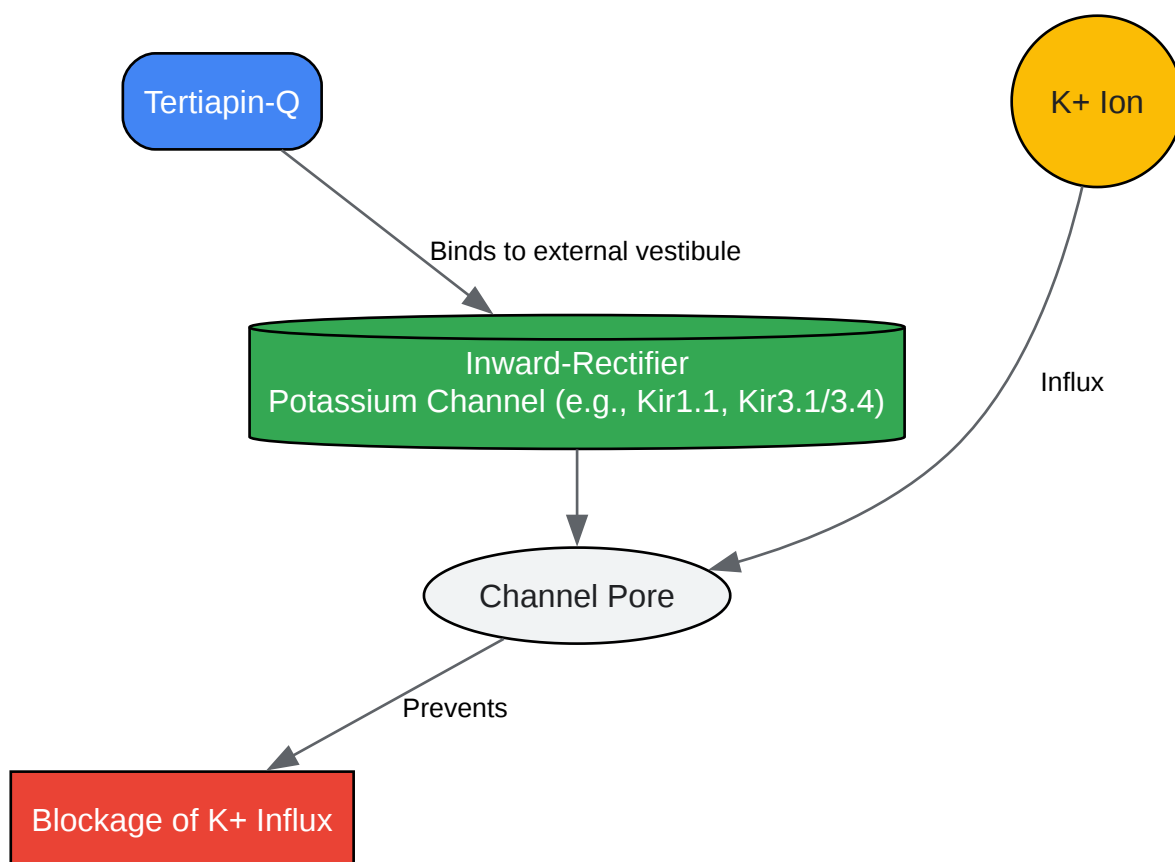 Tertiapin-Q
K+ Ion
Binds to external vestibule
Inward-Rectifier
Potassium Channel (e.g., Kir1.1, Kir3.1/3.4)
Influx
Channel Pore
Prevents
Blockage of K+ Influx